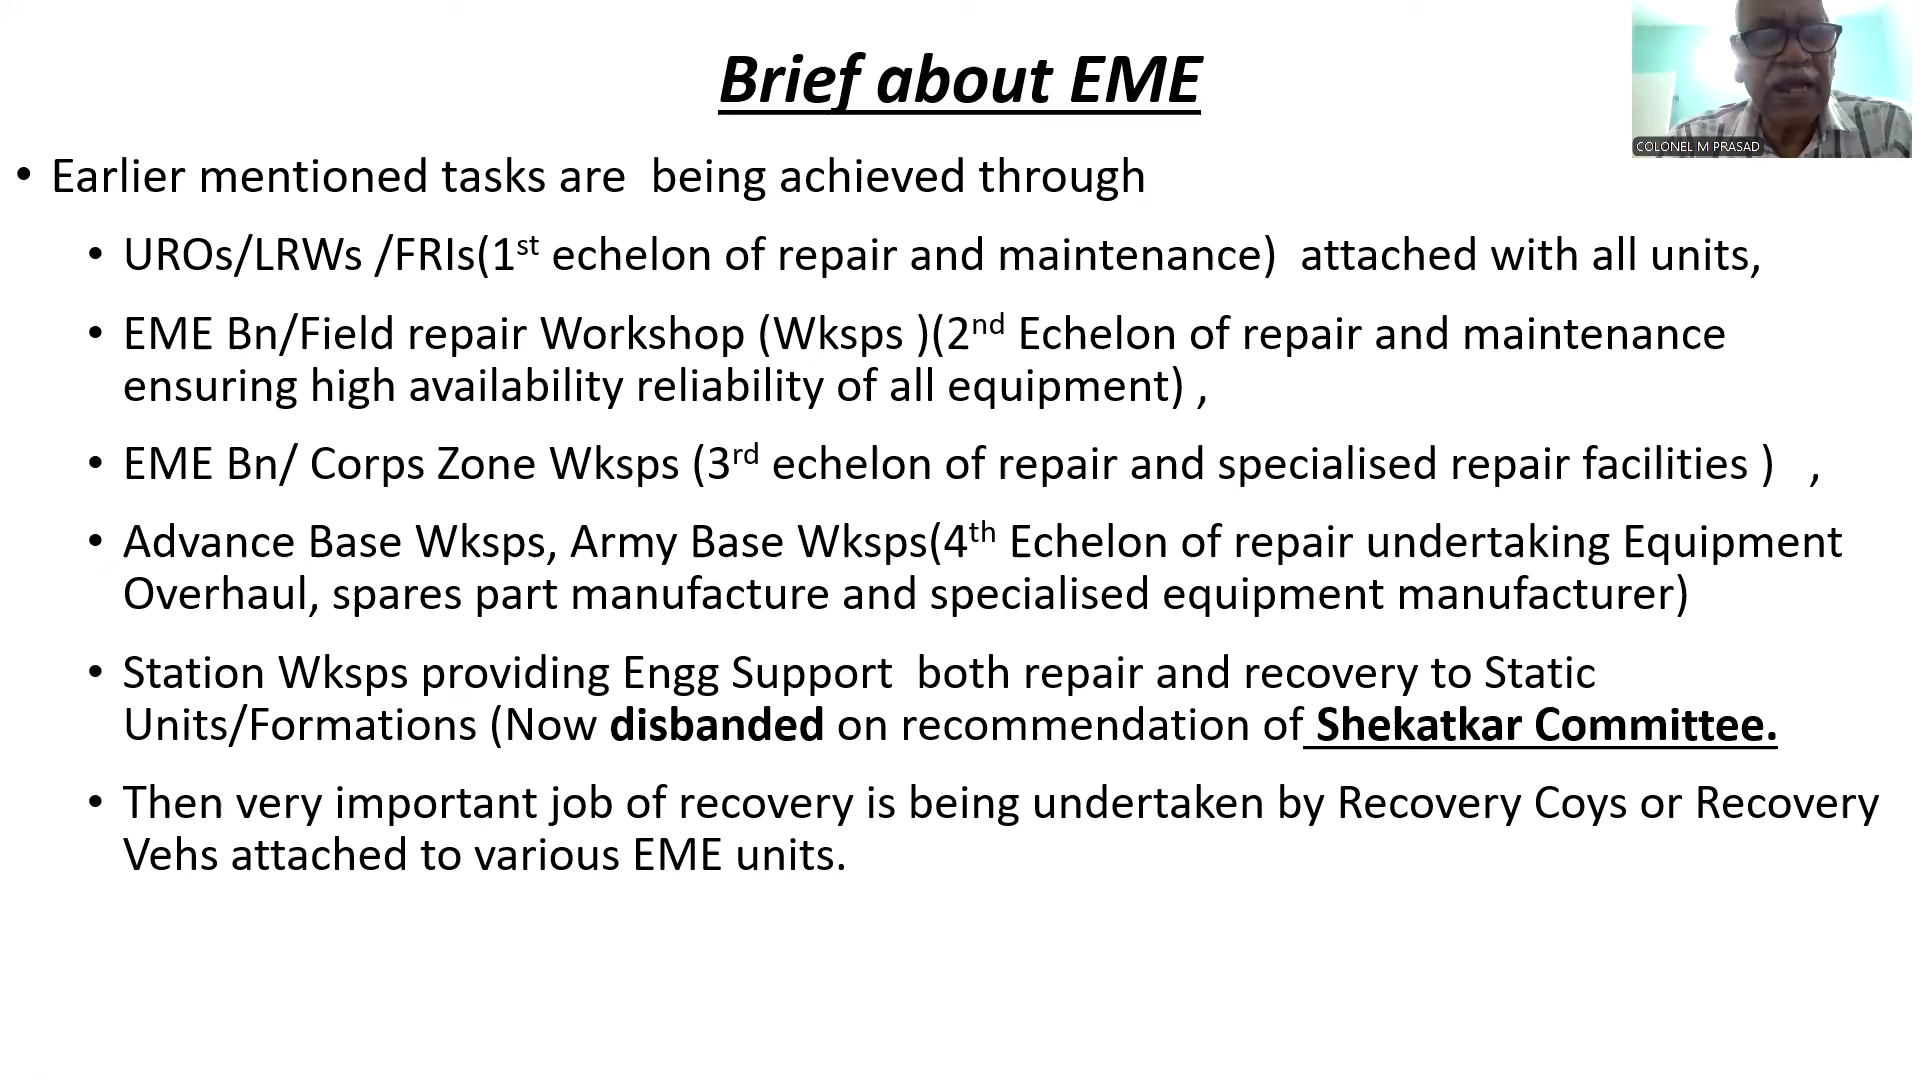 Brief about EME
COLONEL M PRASAD
• Earlier mentioned tasks are being achieved through
• UROs/LRWs /FRIs(1st echelon of repair and maintenance) attached with all units,
• EME Bn/Field repair Workshop (Wksps )(2nd Echelon of repair and maintenance
ensuring high availability reliability of all equipment) ,
• EME Bn/ Corps Zone Wksps (3rd echelon of repair and specialised repair facilities ) ,
• Advance Base Wksps, Army Base Wksps(4th Echelon of repair undertaking Equipment
Overhaul, spares part manufacture and specialised equipment manufacturer)
• Station Wksps providing Engg Support both repair and recovery to Static
Units/Formations (Now disbanded on recommendation of Shekatkar Committee.
• Then very important job of recovery is being undertaken by Recovery Coys or Recovery
Vehs attached to various EME units.